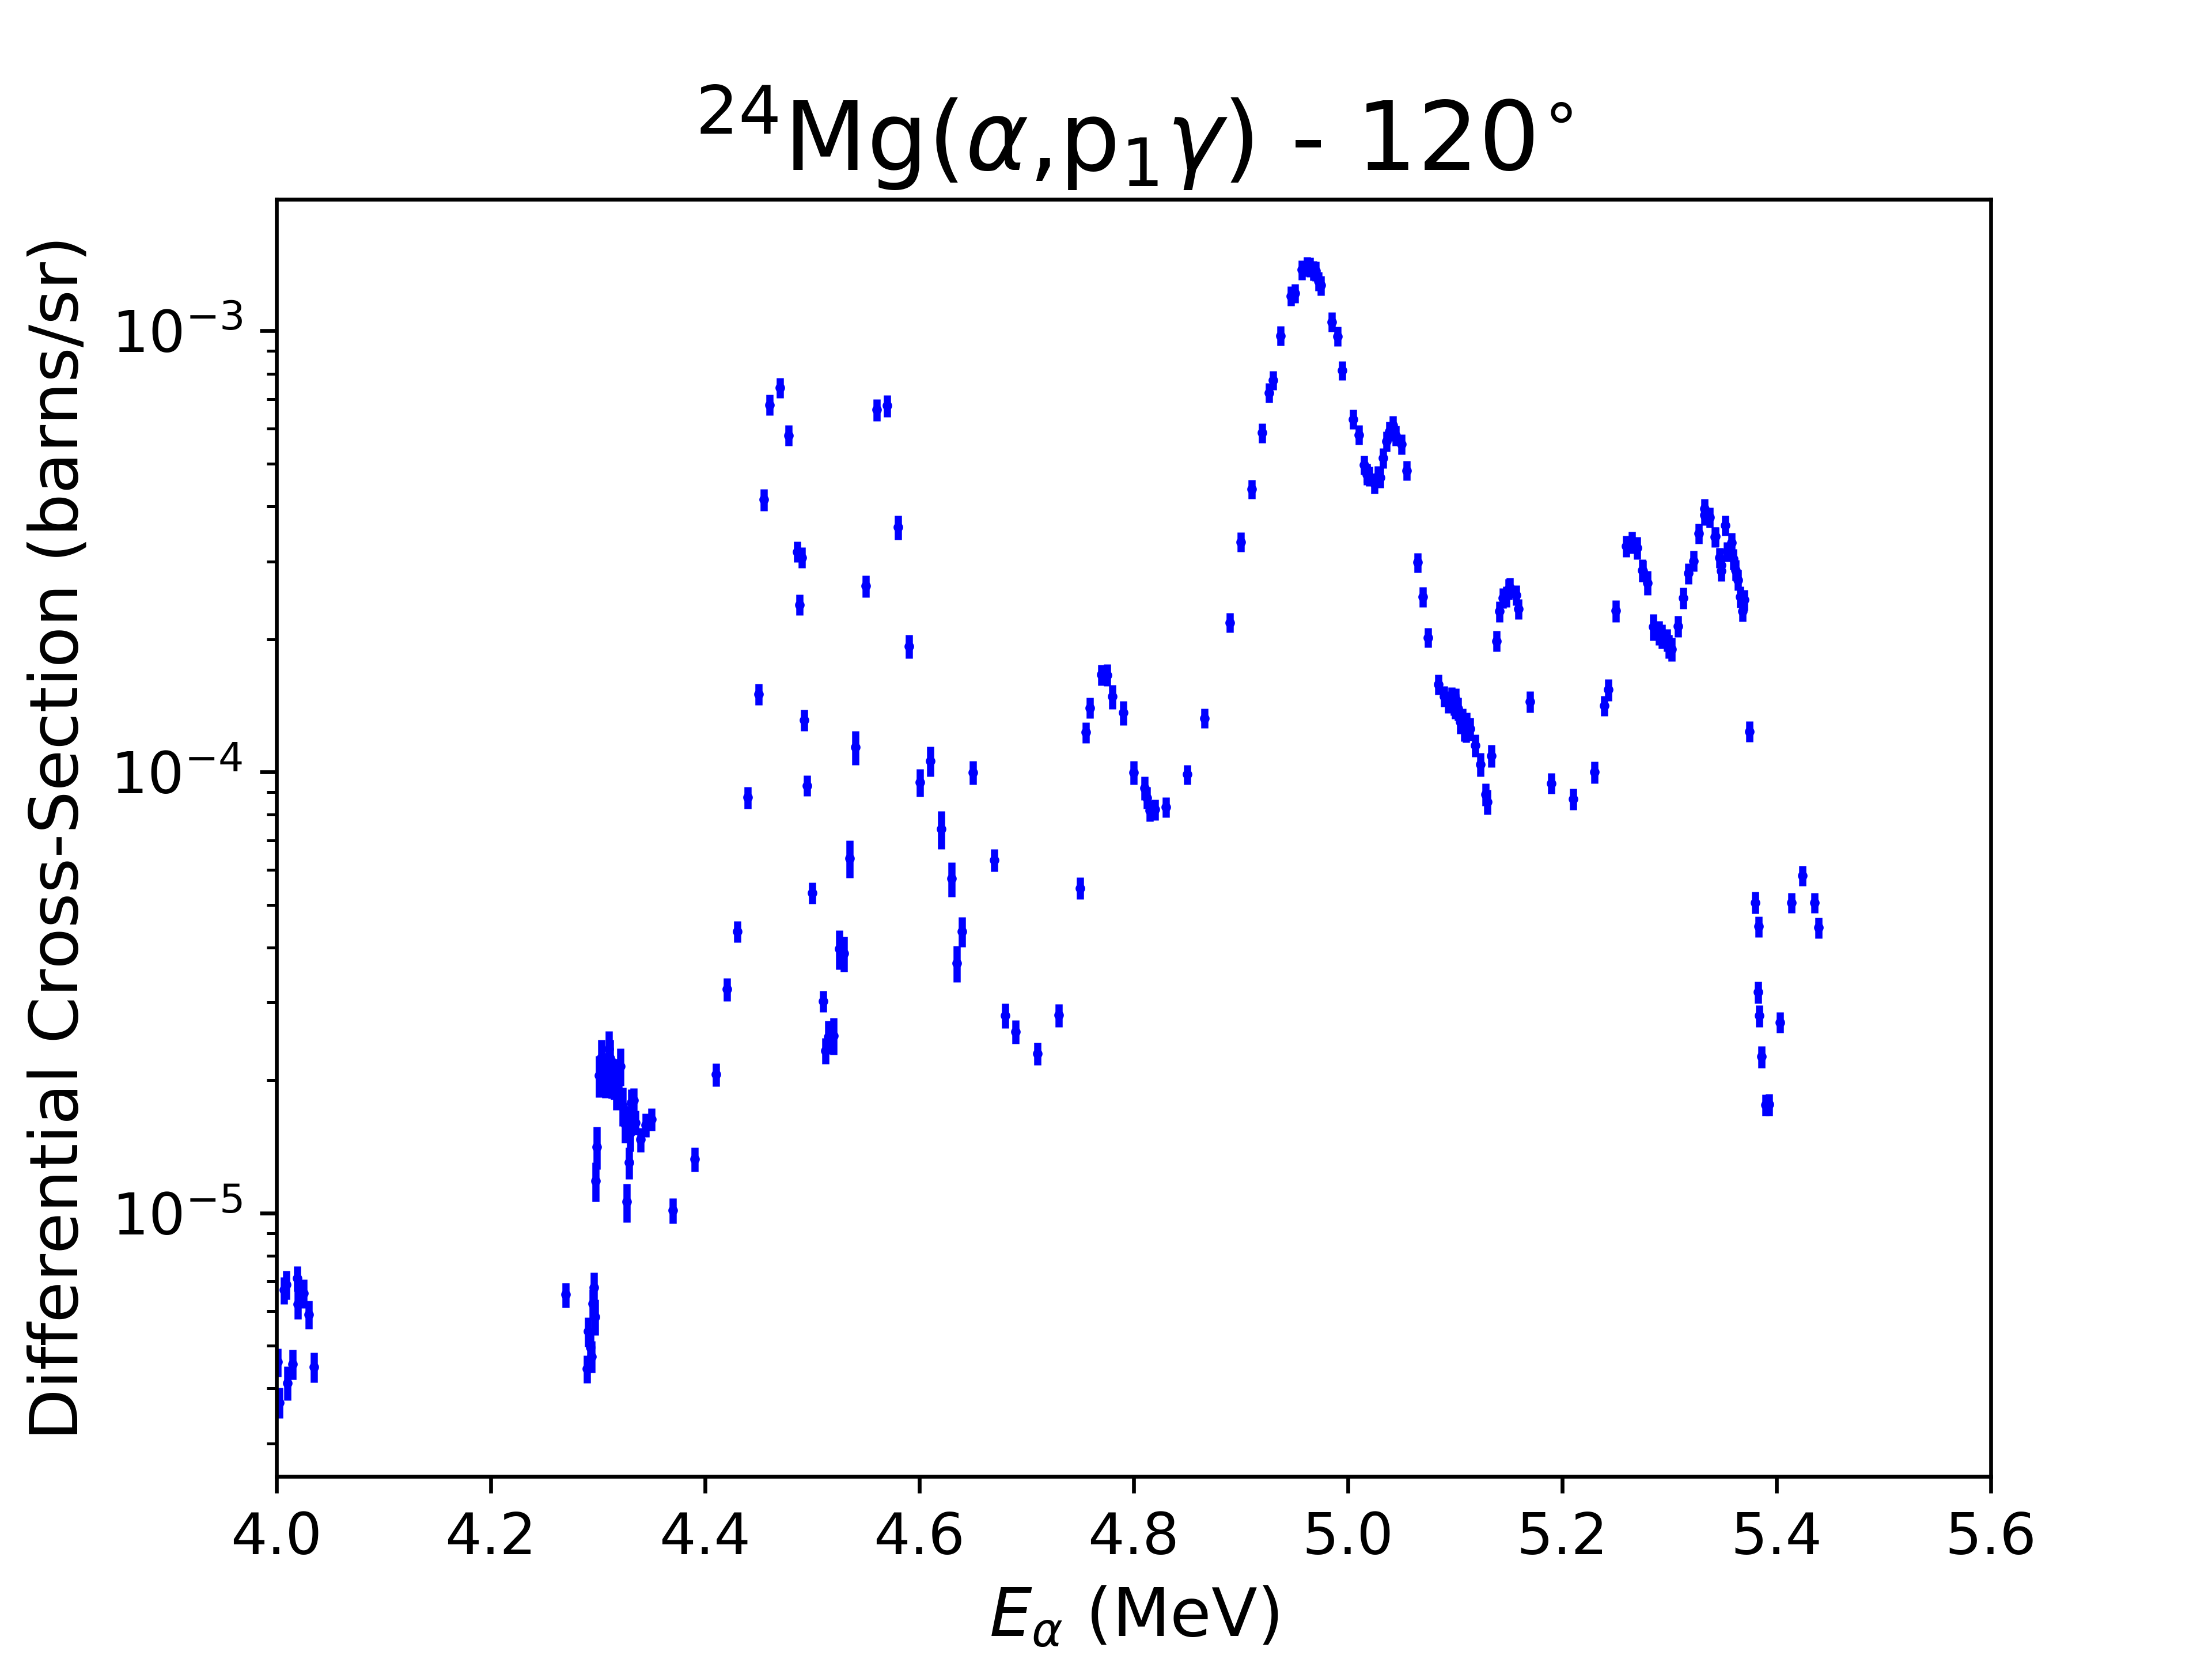 ²⁴Mg(α,p₁γ) - 120°
Differential Cross-Section (barns/sr)
10⁻³
10⁻⁴
10⁻⁵
4.0 4.2 4.4 4.6 4.8 5.0 5.2 5.4 5.6
E_α (MeV)